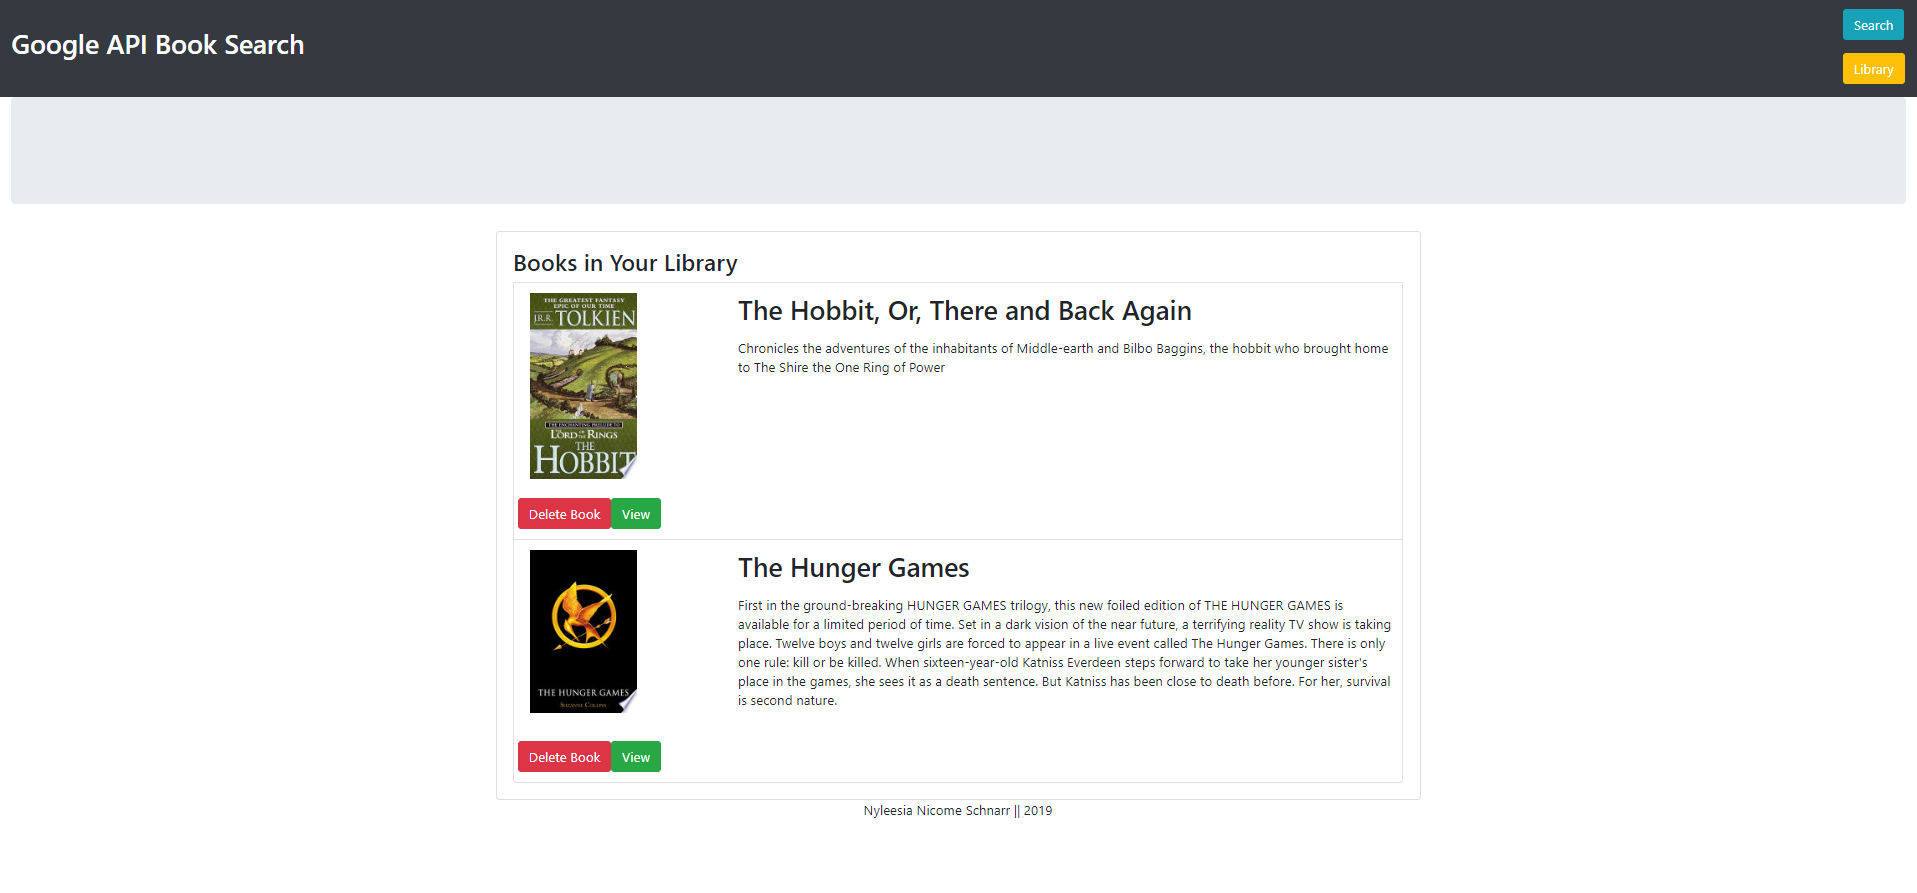 Google API Book Search
Search
Library
Books in Your Library
THE GREATEST FANTASY
EPIC OF OUR TIME
J.R.R. TOLKIEN
THE ENCHANTING PRELUDE TO
THE LORD OF THE RINGS
THE
HOBBIT
The Hobbit, Or, There and Back Again
Chronicles the adventures of the inhabitants of Middle-earth and Bilbo Baggins, the hobbit who brought home
to The Shire the One Ring of Power
Delete Book
View
THE HUNGER GAMES
SUZANNE COLLINS
The Hunger Games
First in the ground-breaking HUNGER GAMES trilogy, this new foiled edition of THE HUNGER GAMES is
available for a limited period of time. Set in a dark vision of the near future, a terrifying reality TV show is taking
place. Twelve boys and twelve girls are forced to appear in a live event called The Hunger Games. There is only
one rule: kill or be killed. When sixteen-year-old Katniss Everdeen steps forward to take her younger sister's
place in the games, she sees it as a death sentence. But Katniss has been close to death before. For her, survival
is second nature.
Delete Book
View
Nyleesia Nicome Schnarr || 2019